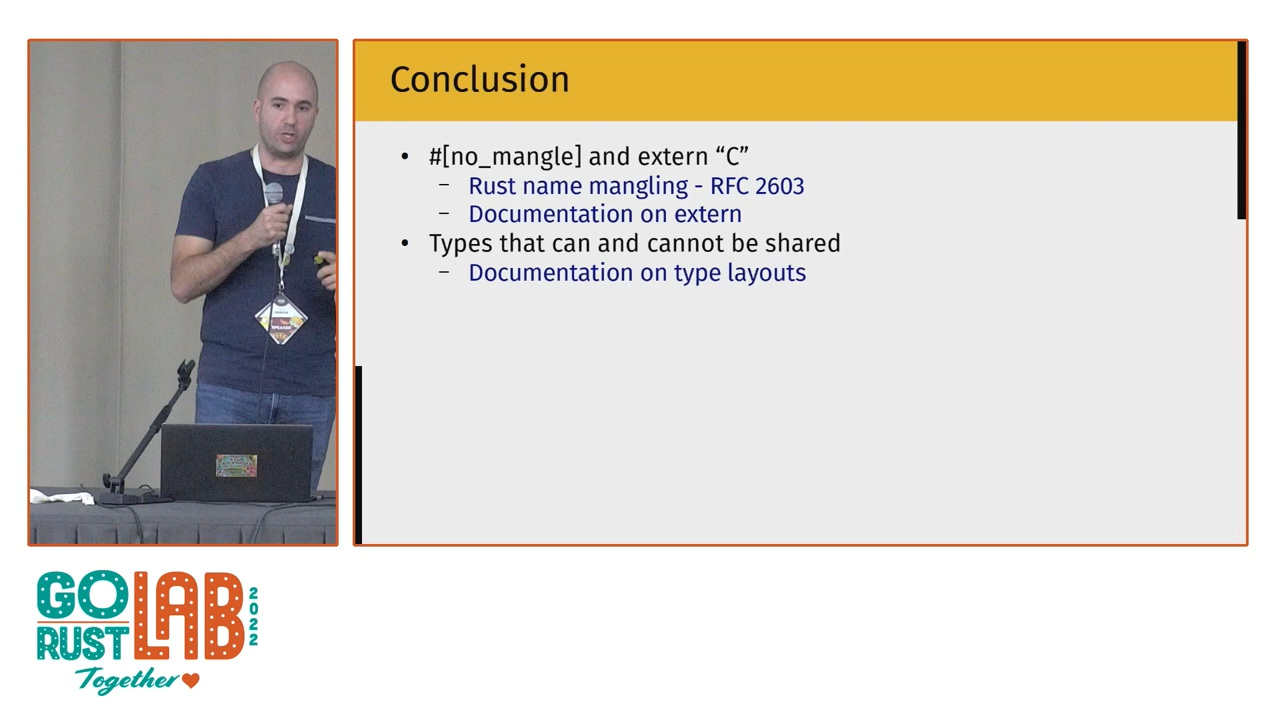 Conclusion
• #[no_mangle] and extern “C”
– Rust name mangling - RFC 2603
– Documentation on extern
• Types that can and cannot be shared
– Documentation on type layouts
SPEAKER
GO LAB 2022
RUST
Together